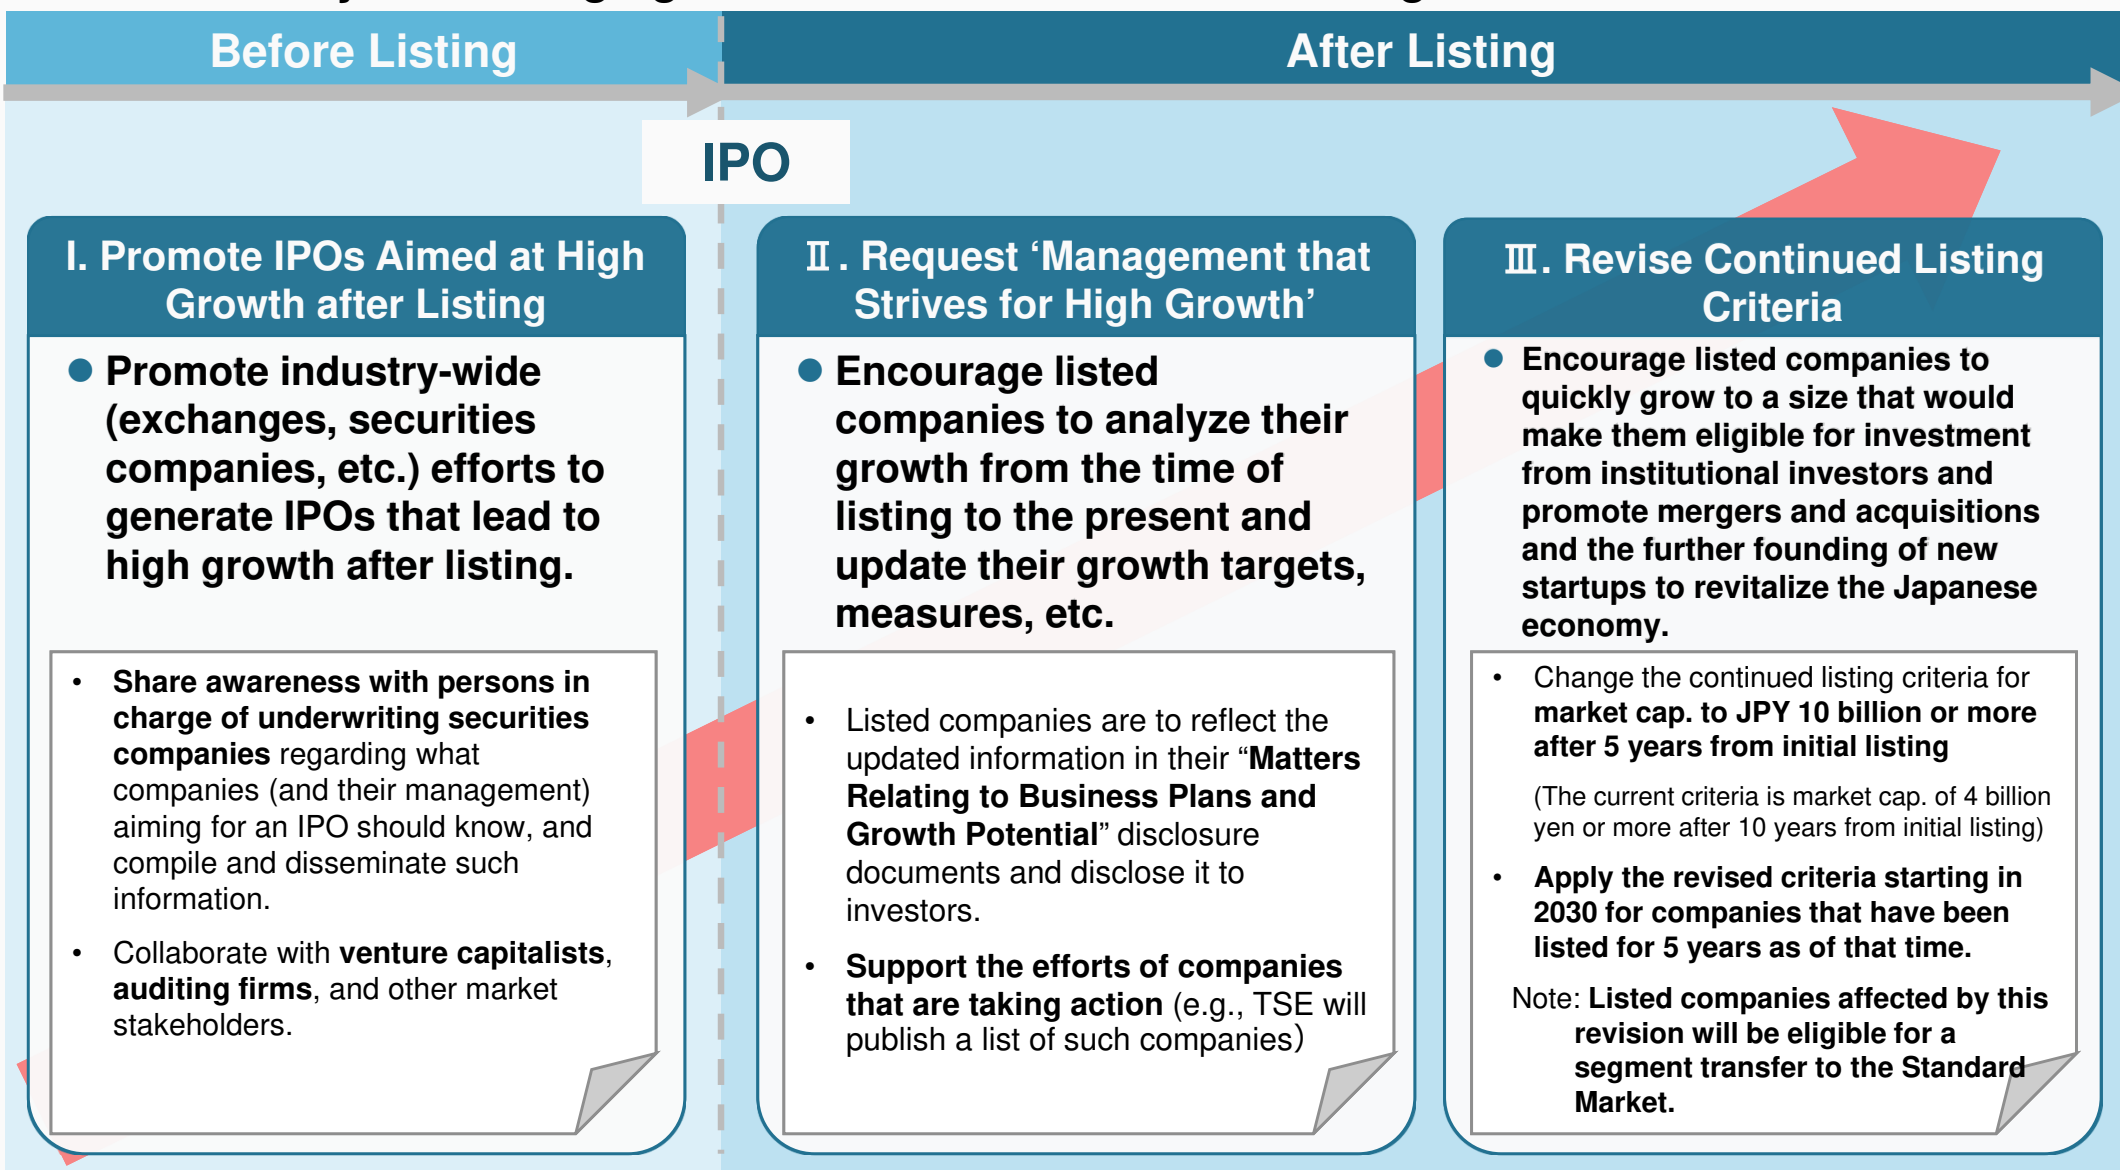 Before Listing
After Listing
IPO
I. Promote IPOs Aimed at High
Growth after Listing
● Promote industry-wide
(exchanges, securities
companies, etc.) efforts to
generate IPOs that lead to
high growth after listing.
• Share awareness with persons in
charge of underwriting securities
companies regarding what
companies (and their management)
aiming for an IPO should know, and
compile and disseminate such
information.
• Collaborate with venture capitalists,
auditing firms, and other market
stakeholders.
Ⅱ. Request ‘Management that
Strives for High Growth’
● Encourage listed
companies to analyze their
growth from the time of
listing to the present and
update their growth targets,
measures, etc.
• Listed companies are to reflect the
updated information in their “Matters
Relating to Business Plans and
Growth Potential” disclosure
documents and disclose it to
investors.
• Support the efforts of companies
that are taking action (e.g., TSE will
publish a list of such companies）
Ⅲ. Revise Continued Listing
Criteria
● Encourage listed companies to
quickly grow to a size that would
make them eligible for investment
from institutional investors and
promote mergers and acquisitions
and the further founding of new
startups to revitalize the Japanese
economy.
• Change the continued listing criteria for
market cap. to JPY 10 billion or more
after 5 years from initial listing
(The current criteria is market cap. of 4 billion
yen or more after 10 years from initial listing)
• Apply the revised criteria starting in
2030 for companies that have been
listed for 5 years as of that time.
Note: Listed companies affected by this
revision will be eligible for a
segment transfer to the Standard
Market.